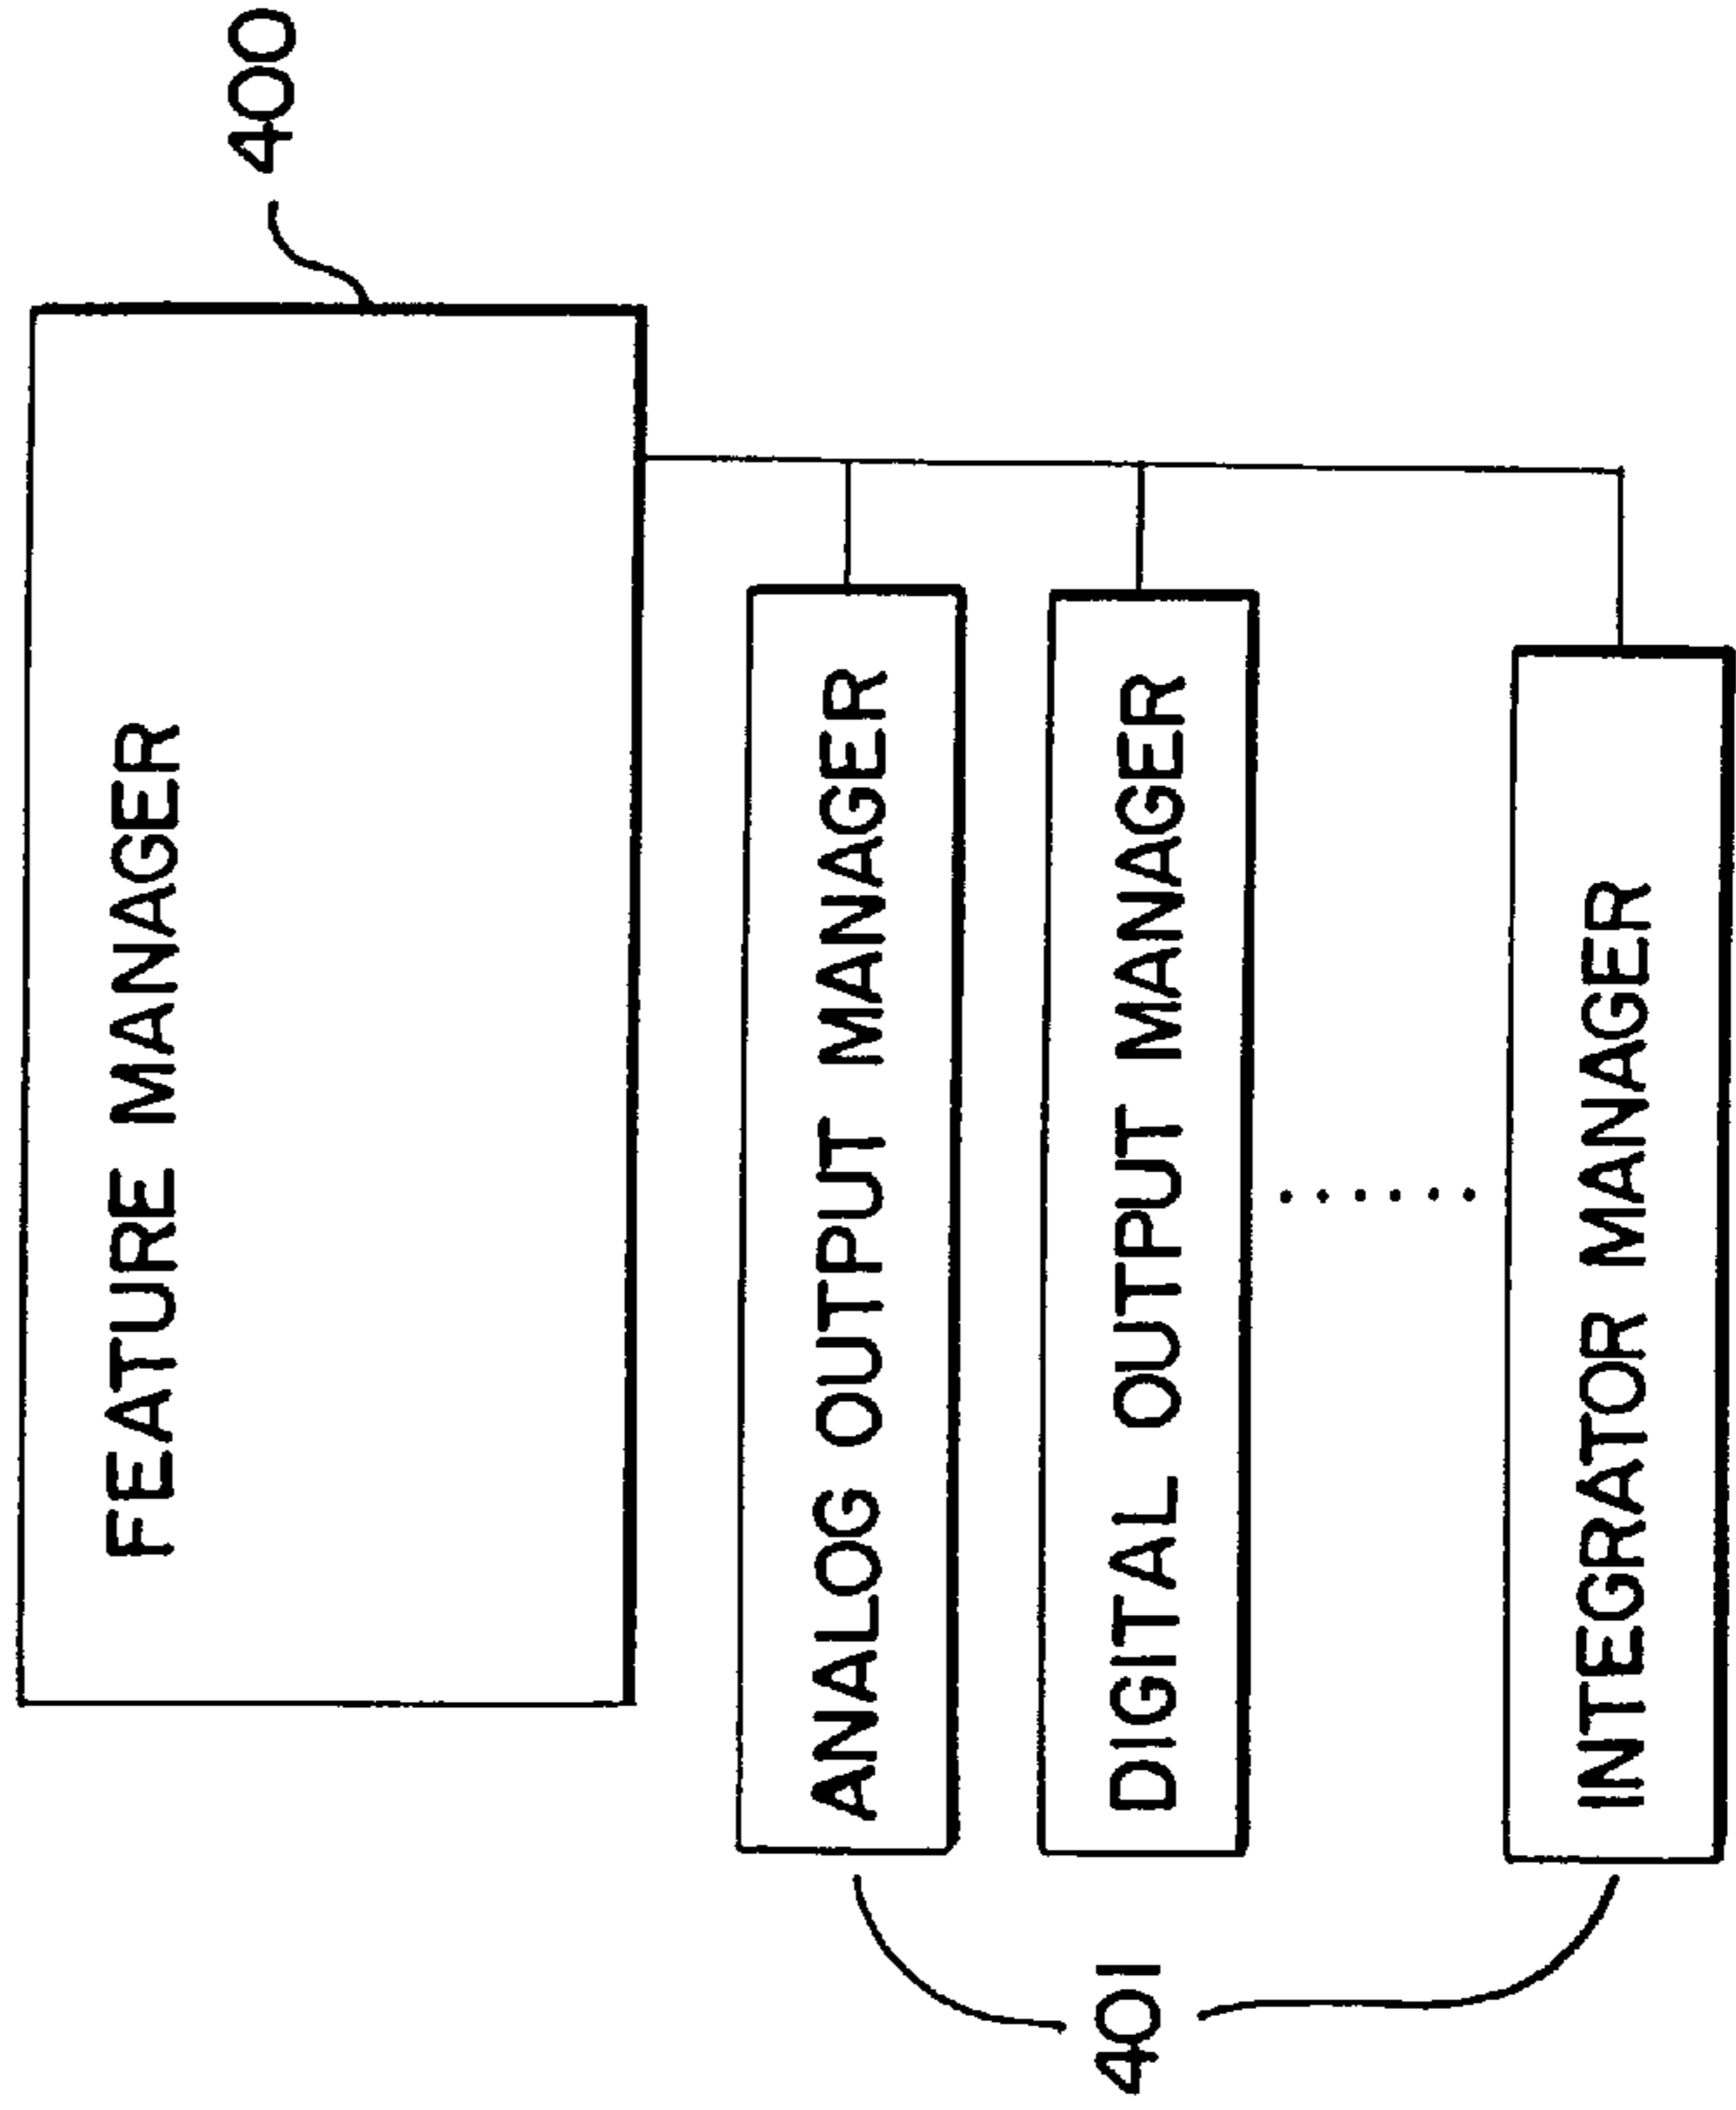 400
FEATURE MANAGER
ANALOG OUTPUT MANAGER
DIGITAL OUTPUT MANAGER
401
INTEGRATOR MANAGER